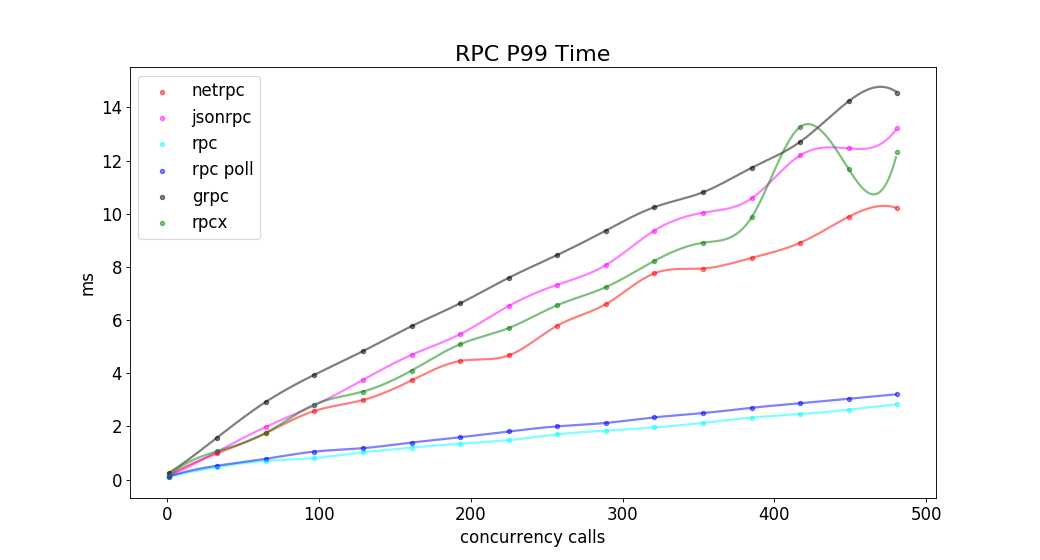 RPC P99 Time
netrpc
jsonrpc
rpc
rpc poll
grpc
rpcx
14
12
10
8
6
4
2
0
ms
0 100 200 300 400 500
concurrency calls